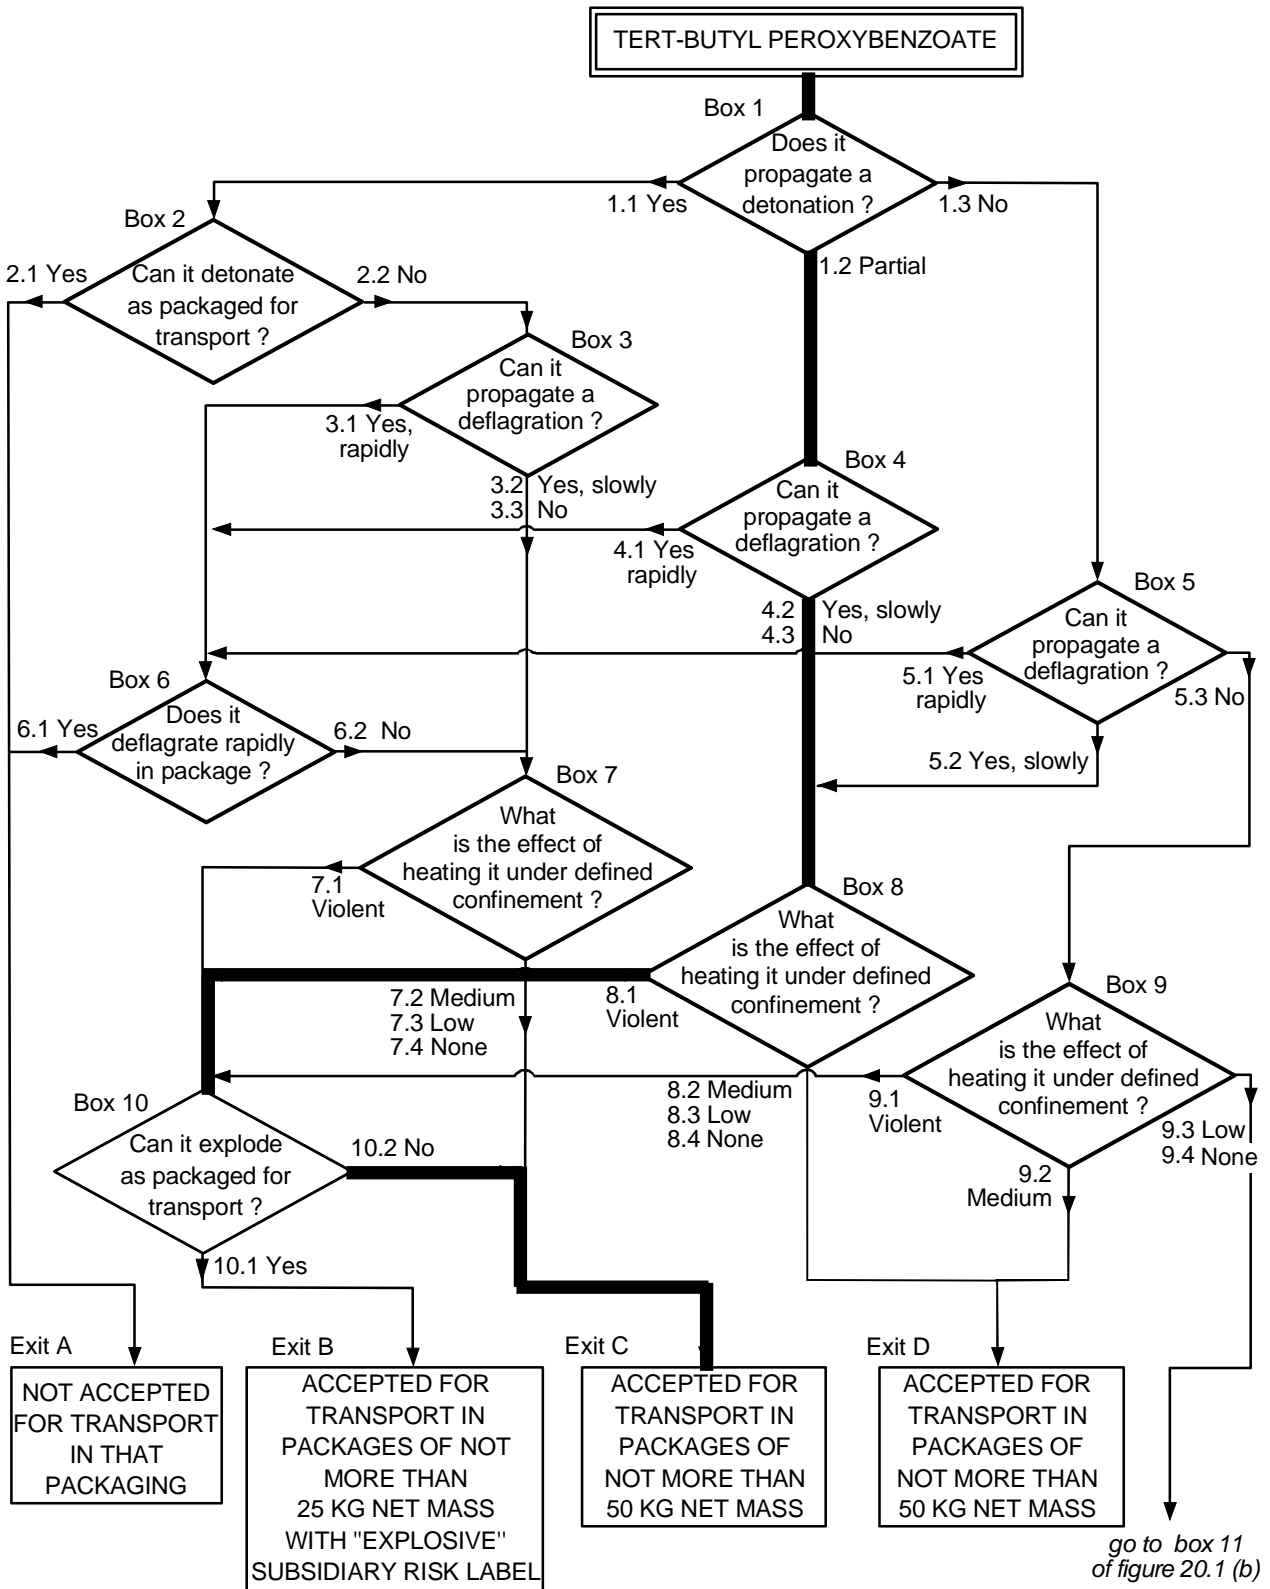 TERT-BUTYL PEROXYBENZOATE
Box 1
Does it
propagate a
detonation ?
1.1 Yes
1.3 No
1.2 Partial
Box 2
Can it detonate
as packaged for
transport ?
2.1 Yes
2.2 No
Box 3
Can it
propagate a
deflagration ?
3.1 Yes,
rapidly
3.2 Yes, slowly
3.3 No
Box 4
Can it
propagate a
deflagration ?
4.1 Yes
rapidly
4.2 Yes, slowly
4.3 No
Box 5
Can it
propagate a
deflagration ?
5.1 Yes
rapidly
5.3 No
5.2 Yes, slowly
Box 6
Does it
deflagrate rapidly
in package ?
6.1 Yes
6.2 No
Box 7
What
is the effect of
heating it under defined
confinement ?
7.1
Violent
7.2 Medium
7.3 Low
7.4 None
Box 8
What
is the effect of
heating it under defined
confinement ?
8.1
Violent
8.2 Medium
8.3 Low
8.4 None
Box 9
What
is the effect of
heating it under defined
confinement ?
9.1
Violent
9.2
Medium
9.3 Low
9.4 None
Box 10
Can it explode
as packaged for
transport ?
10.2 No
10.1 Yes
Exit A
NOT ACCEPTED
FOR TRANSPORT
IN THAT
PACKAGING
Exit B
ACCEPTED FOR
TRANSPORT IN
PACKAGES OF NOT
MORE THAN
25 KG NET MASS
WITH "EXPLOSIVE"
SUBSIDIARY RISK LABEL
Exit C
ACCEPTED FOR
TRANSPORT IN
PACKAGES OF
NOT MORE THAN
50 KG NET MASS
Exit D
ACCEPTED FOR
TRANSPORT IN
PACKAGES OF
NOT MORE THAN
50 KG NET MASS
go to box 11
of figure 20.1 (b)